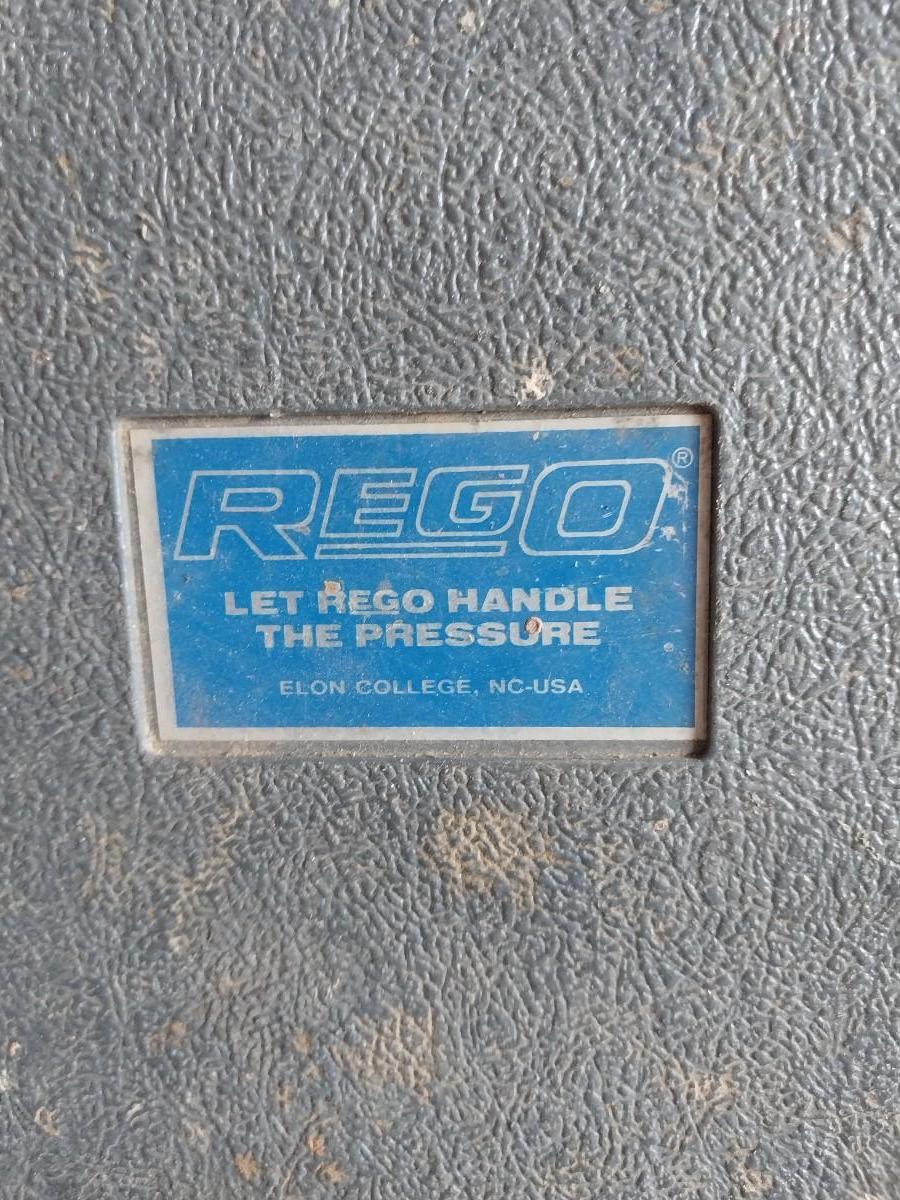 REGO®
LET REGO HANDLE
THE PRESSURE
ELON COLLEGE, NC-USA